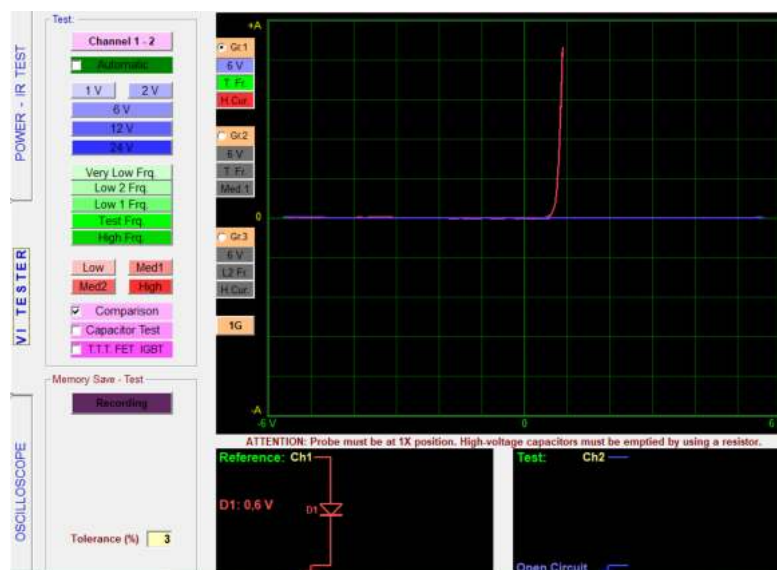 POWER - IR TEST
VI TESTER
OSCILLOSCOPE
Test:
Channel 1 - 2
Automatic
1 V
2 V
6 V
12 V
24 V
Very Low Frq.
Low 2 Frq.
Low 1 Frq.
Test Frq.
High Frq.
Low
Med1
Med2
High
Comparison
Capacitor Test
T.T.T. FET IGBT
Memory Save - Test
Recording
Tolerance (%) 3
Gr.1
6 V
T. Fr.
H.Cur.
Gr.2
6 V
T. Fr.
Med.1
Gr.3
6 V
L2 Fr.
H.Cur.
1G
+A
0
-A
-6 V
0
6
ATTENTION: Probe must be at 1X position. High-voltage capacitors must be emptied by using a resistor.
Reference: Ch1
D1: 0,6 V
D1
Test: Ch2
Open Circuit